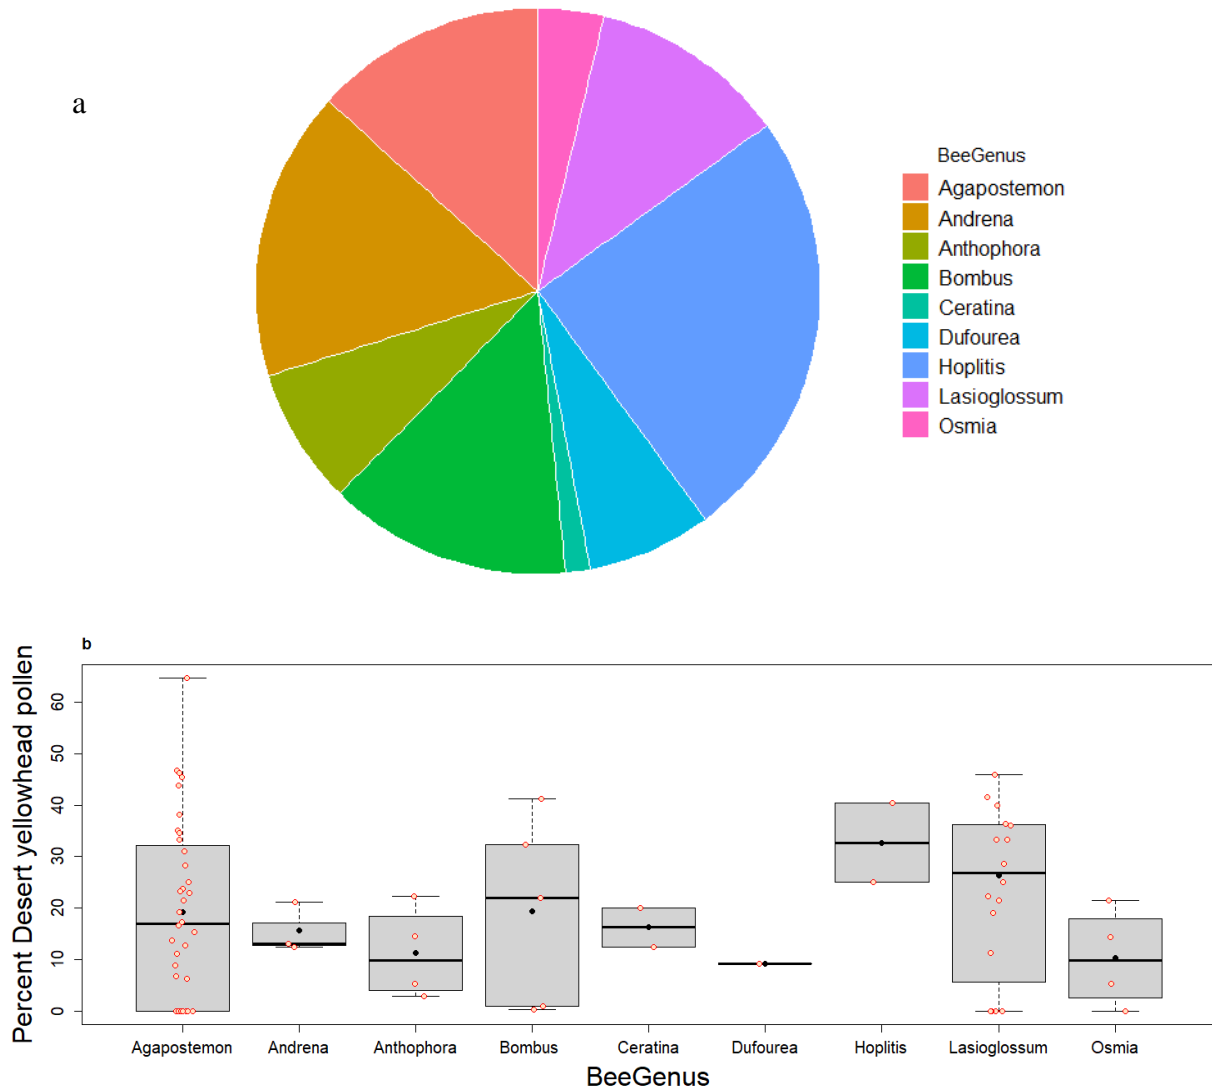 a
BeeGenus
Agapostemon
Andrena
Anthophora
Bombus
Ceratina
Dufourea
Hoplitis
Lasioglossum
Osmia
b
Percent Desert yellowhead pollen
60
50
40
30
20
10
0
Agapostemon Andrena Anthophora Bombus Ceratina Dufourea Hoplitis Lasioglossum Osmia
BeeGenus